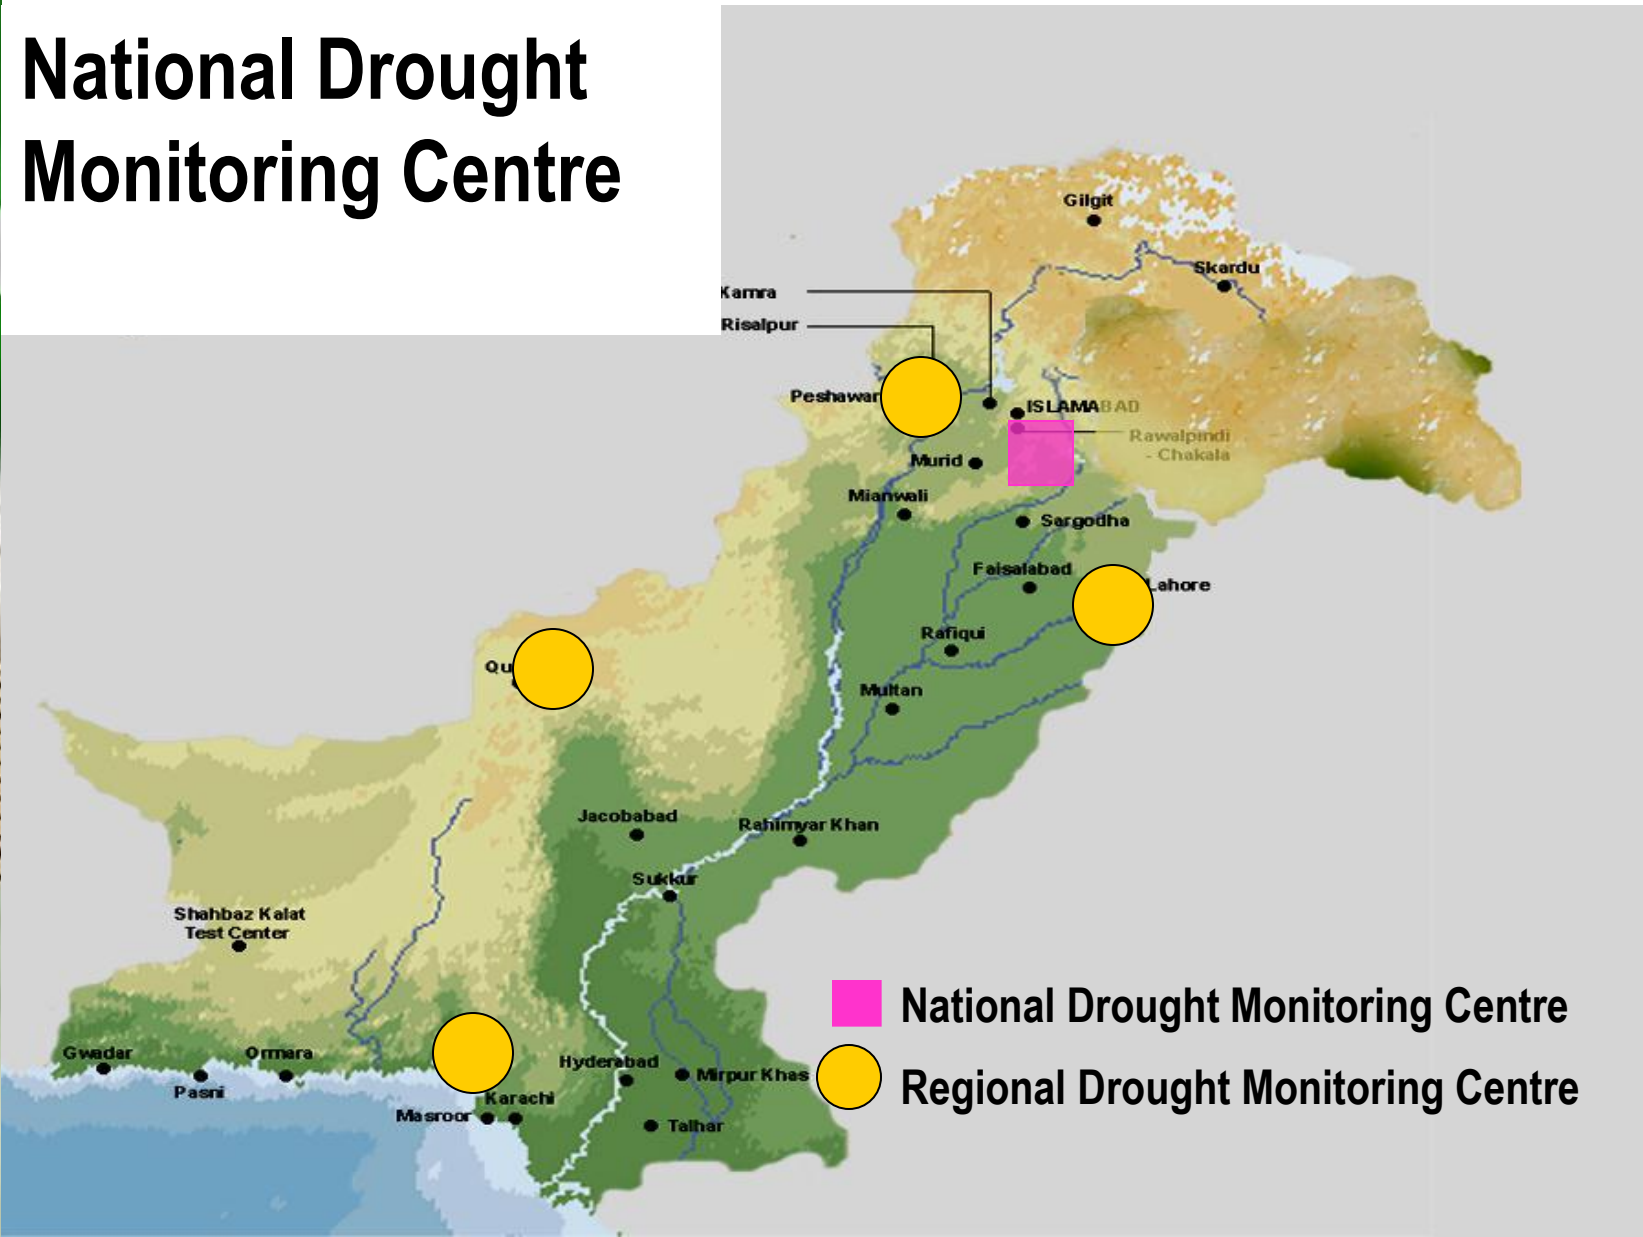 National Drought
Monitoring Centre
Gilgit
Skardu
Kamra
Risalpur
Peshawar
ISLAMABAD
Rawalpindi
- Chakala
Murid
Mianwali
Sargodha
Faisalabad
Lahore
Rafiqui
Qu
Multan
Jacobabad
Rahimyar Khan
Sukkur
Shahbaz Kalat
Test Center
National Drought Monitoring Centre
Gwadar
Ormara
Hyderabad
Mirpur Khas
Regional Drought Monitoring Centre
Pasni
Karachi
Masroor
Talhar